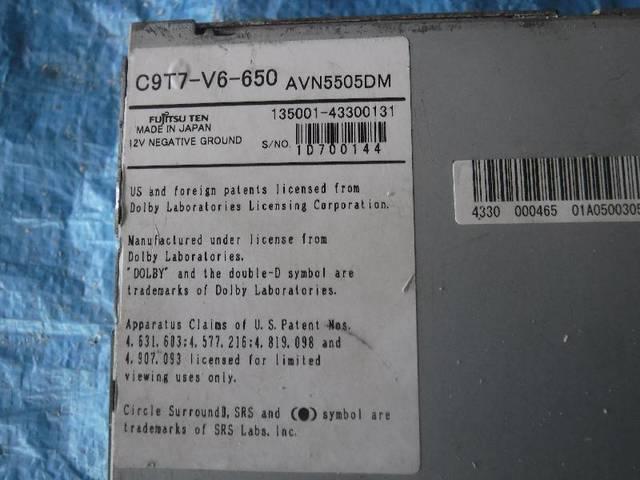 C9T7-V6-650 AVN5505DM
FUJITSU TEN
MADE IN JAPAN
12V NEGATIVE GROUND
135001-43300131
S/NO. 1D700144
US and foreign patents licensed from
Dolby Laboratories Licensing Corporation.
Manufactured under license from
Dolby Laboratories.
"DOLBY" and the double-D symbol are
trademarks of Dolby Laboratories.
Apparatus Claims of U.S. Patent Nos.
4.631.603:4.577.216:4.819.098 and
4.907.093 licensed for limited
viewing uses only.
Circle SurroundⅡ, SRS and (●) symbol are
trademarks of SRS Labs. Inc.
4330 000465 01A0500305